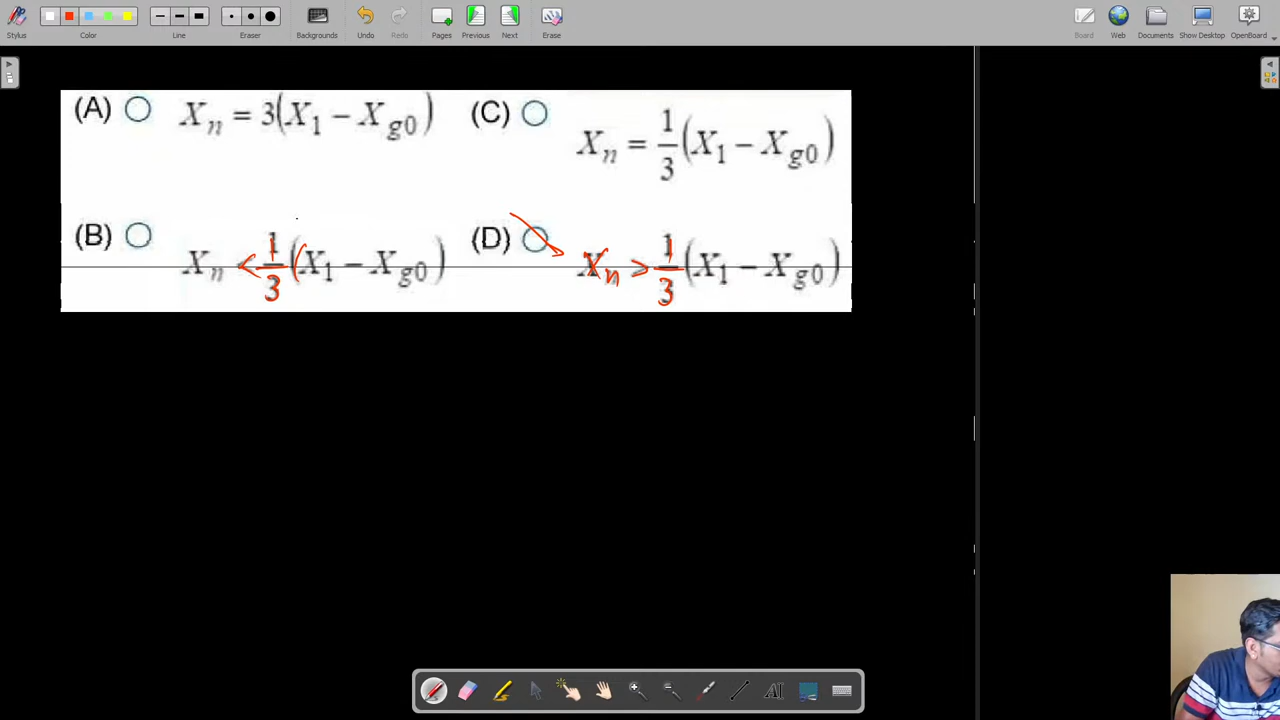 Stylus Color Line Eraser Backgrounds Undo Redo Pages Previous Next Erase Board Web Documents Show Desktop OpenBoard
(A) Xn = 3(X1 − Xg0) (C) Xn = 1/3 (X1 − Xg0)
(B) Xn < 1/3 (X1 − Xg0) (D) Xn > 1/3 (X1 − Xg0)